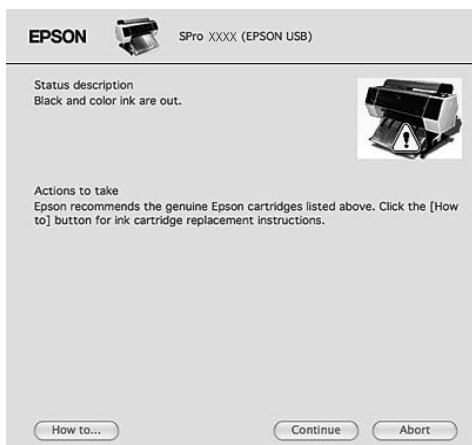 EPSON
SPro XXXX (EPSON USB)
Status description
Black and color ink are out.
Actions to take
Epson recommends the genuine Epson cartridges listed above. Click the [How
to] button for ink cartridge replacement instructions.
How to...
Continue
Abort